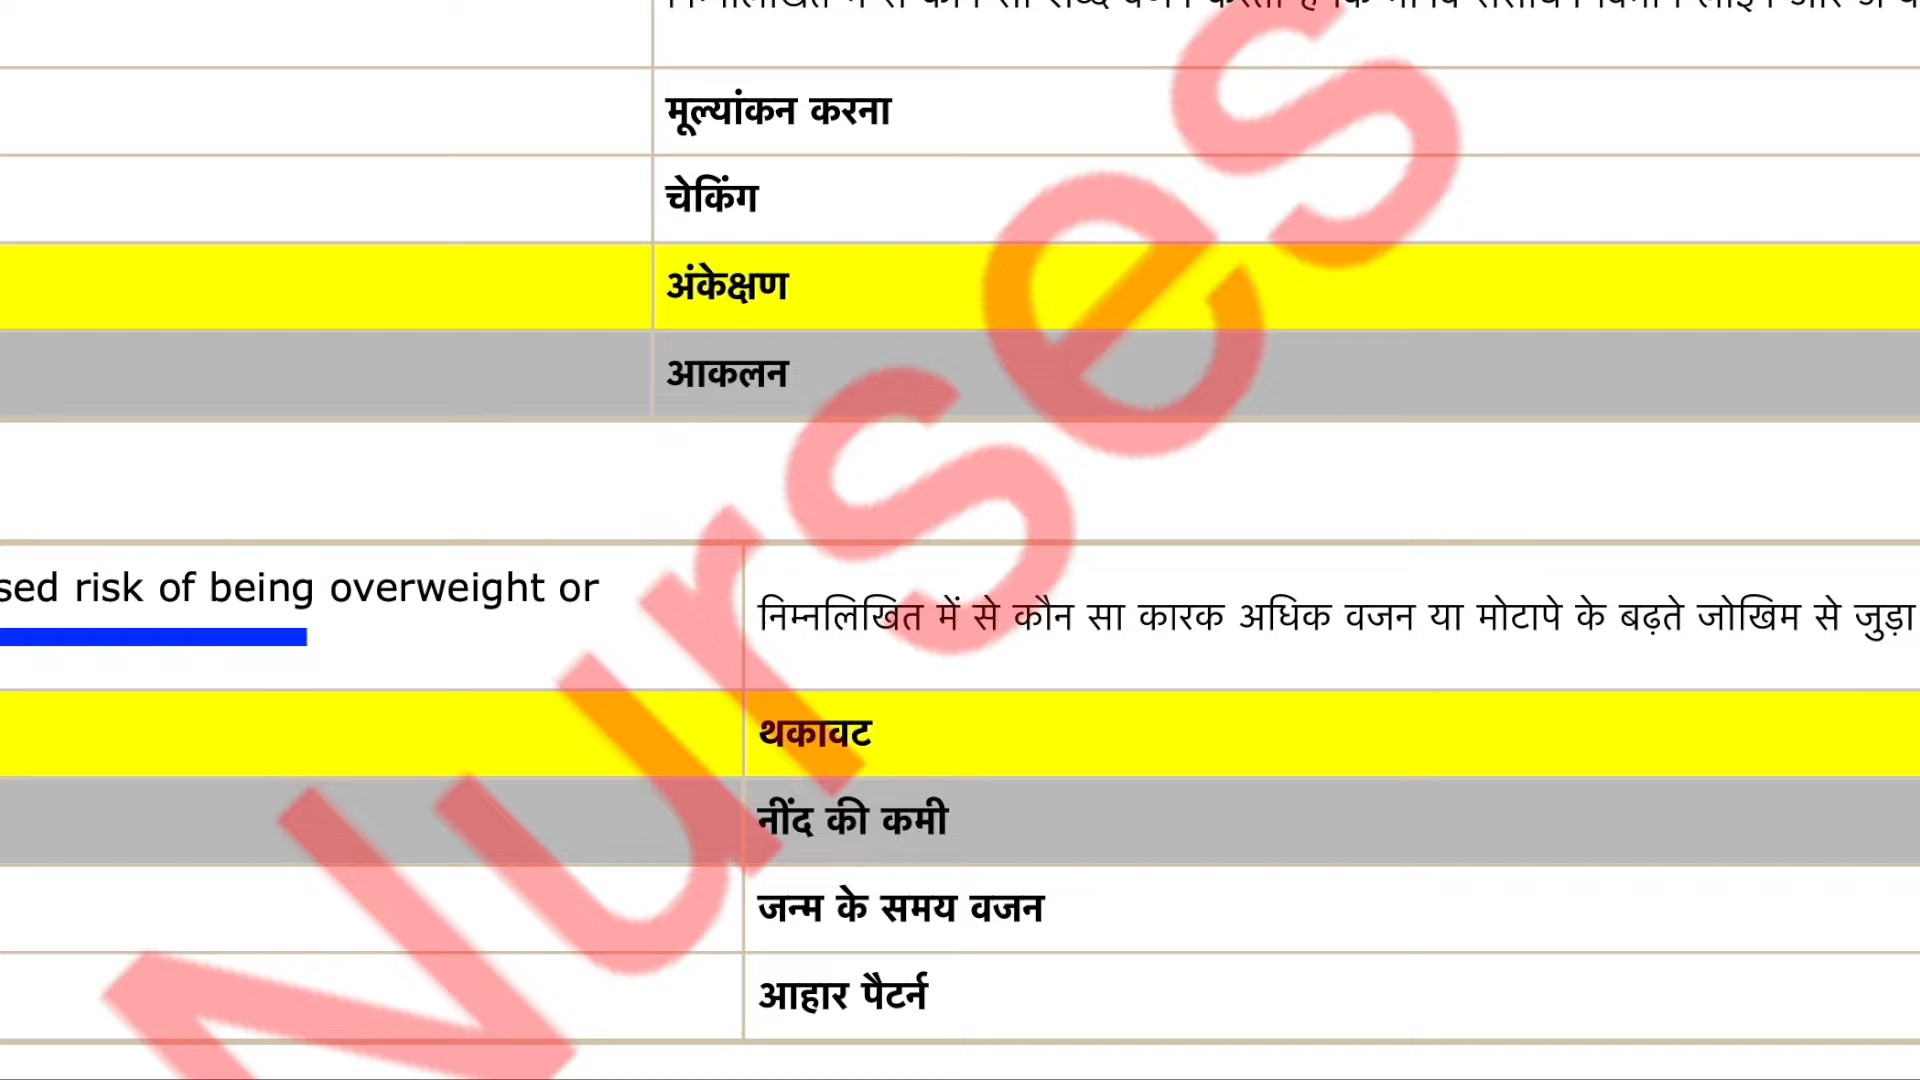 मूल्यांकन करना
चेकिंग
अंकेक्षण
आकलन
sed risk of being overweight or
निम्नलिखित में से कौन सा कारक अधिक वजन या मोटापे के बढ़ते जोखिम से जुड़ा
थकावट
नींद की कमी
जन्म के समय वजन
आहार पैटर्न
Nurses